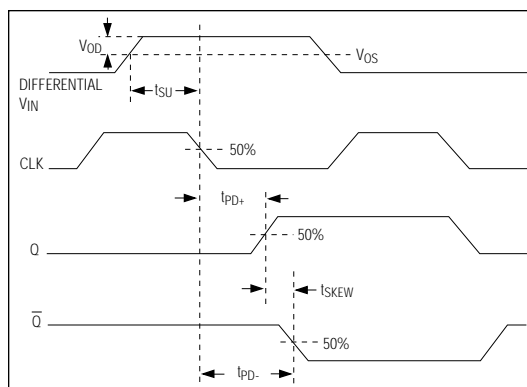 VOD
VOS
DIFFERENTIAL
VIN
tSU
50%
CLK
tPD+
50%
Q
tSKEW
Q̅
50%
tPD-